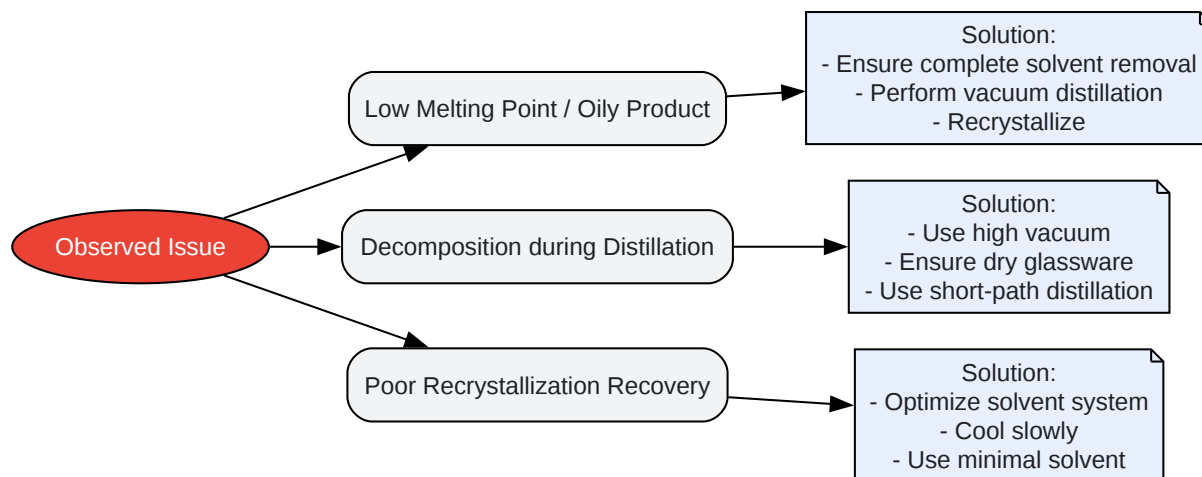 Observed Issue
Low Melting Point / Oily Product
Solution:
- Ensure complete solvent removal
- Perform vacuum distillation
- Recrystallize
Decomposition during Distillation
Solution:
- Use high vacuum
- Ensure dry glassware
- Use short-path distillation
Poor Recrystallization Recovery
Solution:
- Optimize solvent system
- Cool slowly
- Use minimal solvent